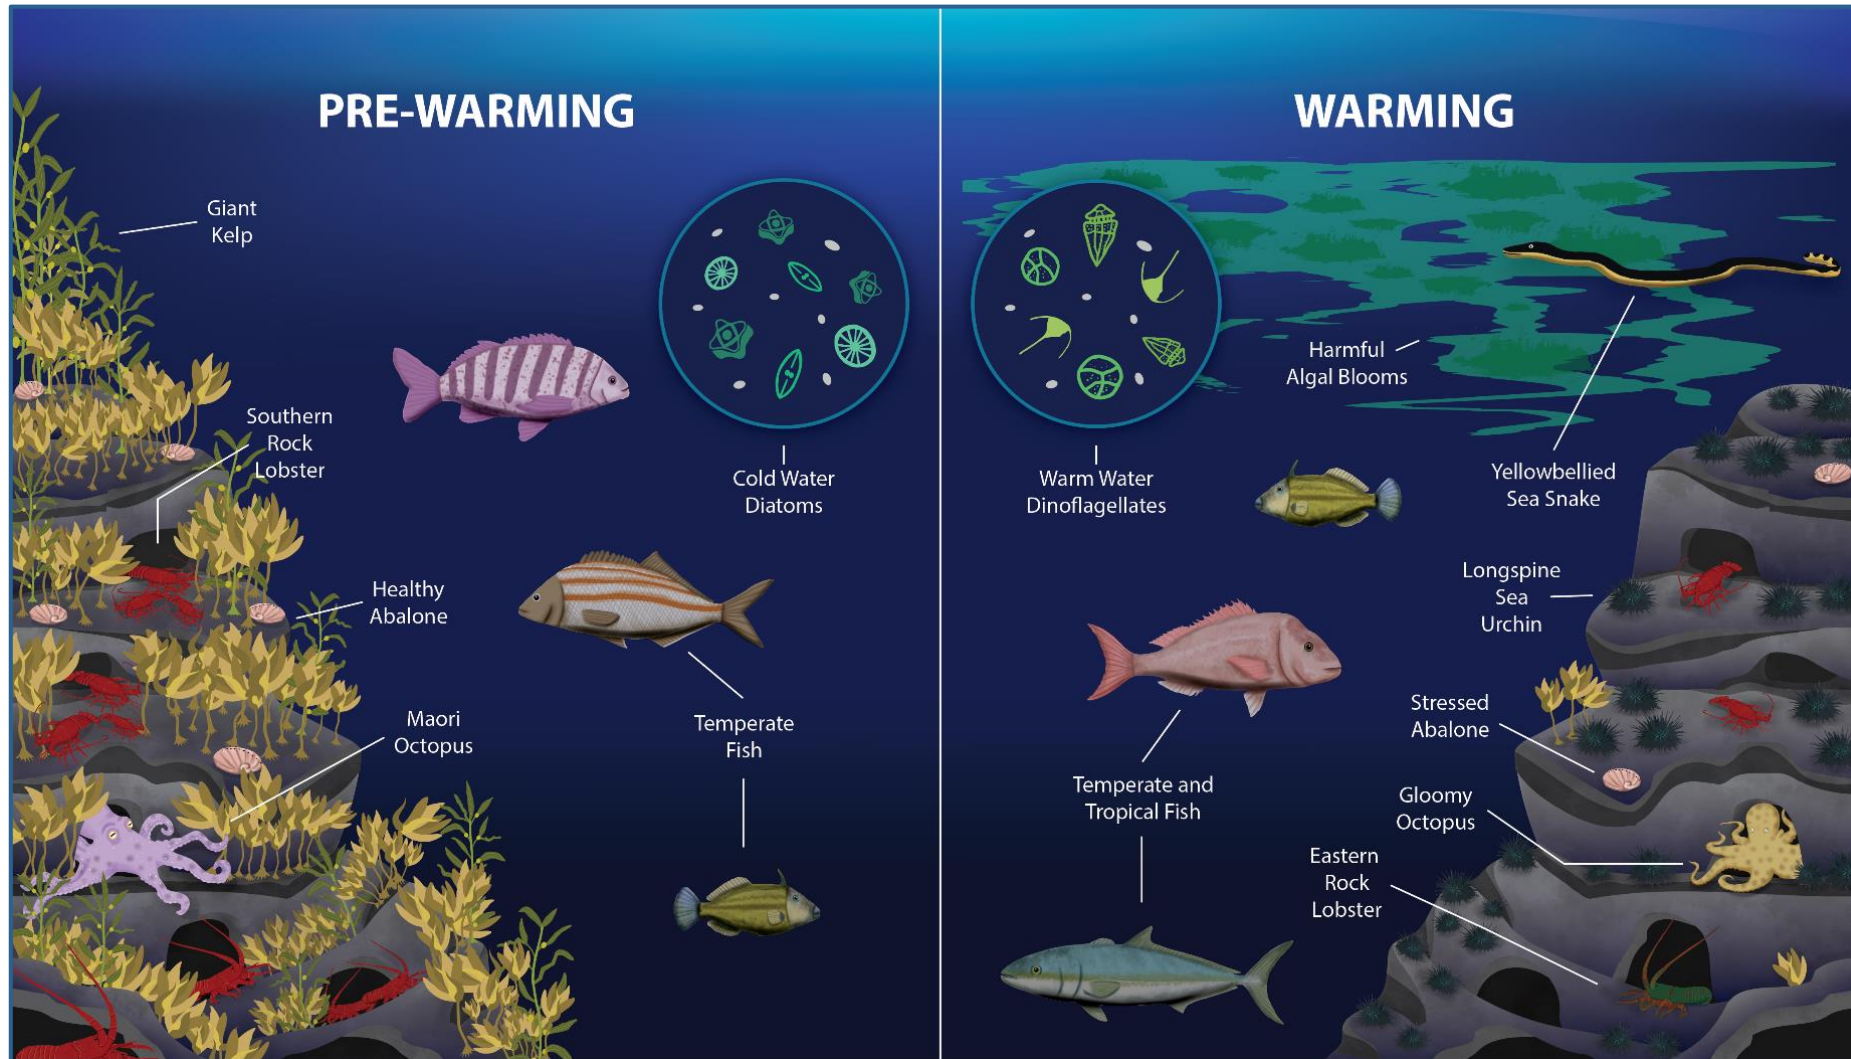 PRE-WARMING
Giant
Kelp
Southern
Rock
Lobster
Healthy
Abalone
Maori
Octopus
Cold Water
Diatoms
Temperate
Fish
WARMING
Warm Water
Dinoflagellates
Harmful
Algal Blooms
Yellowbellied
Sea Snake
Longspine
Sea
Urchin
Stressed
Abalone
Temperate and
Tropical Fish
Gloomy
Octopus
Eastern
Rock
Lobster